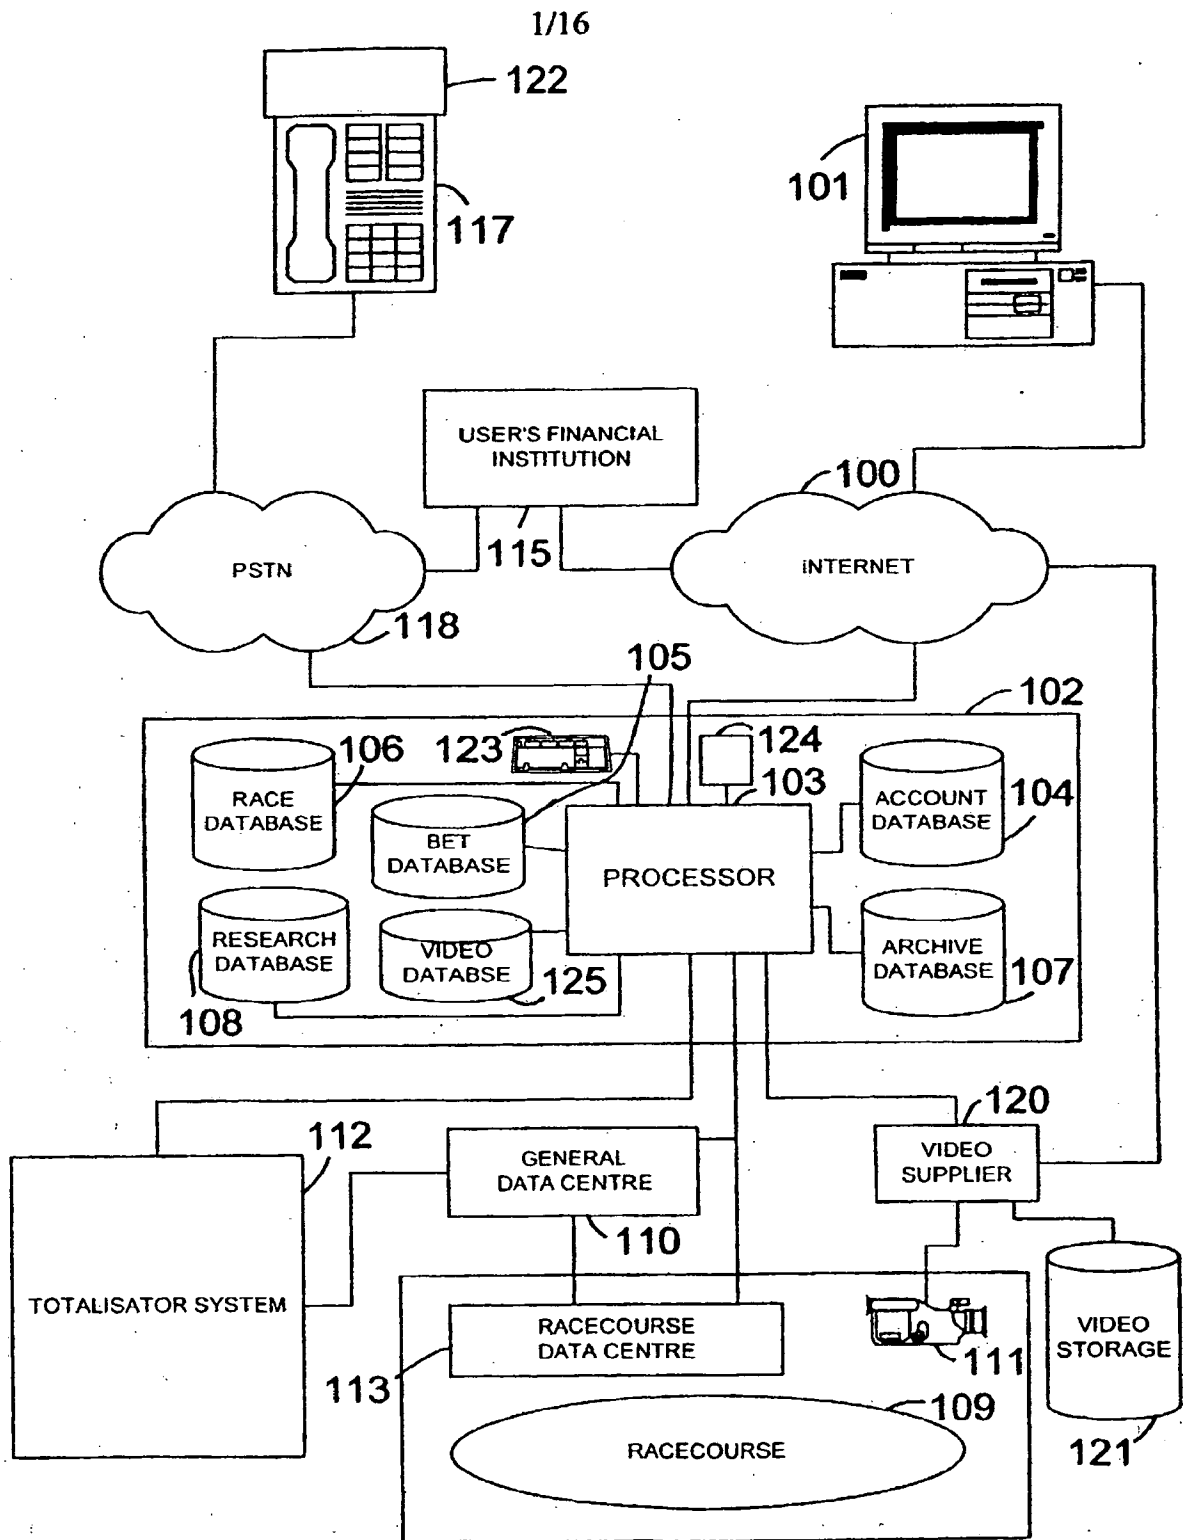 1/16
122
101
117
USER'S FINANCIAL
INSTITUTION
100
115
PSTN
INTERNET
118
105
102
106
123
124
103
RACE
DATABASE
BET
DATABASE
PROCESSOR
ACCOUNT
DATABASE
104
RESEARCH
DATABASE
VIDEO
DATABSE
ARCHIVE
DATABASE
108
125
107
112
120
GENERAL
DATA CENTRE
VIDEO
SUPPLIER
110
TOTALISATOR SYSTEM
RACECOURSE
DATA CENTRE
113
111
VIDEO
STORAGE
109
RACECOURSE
121